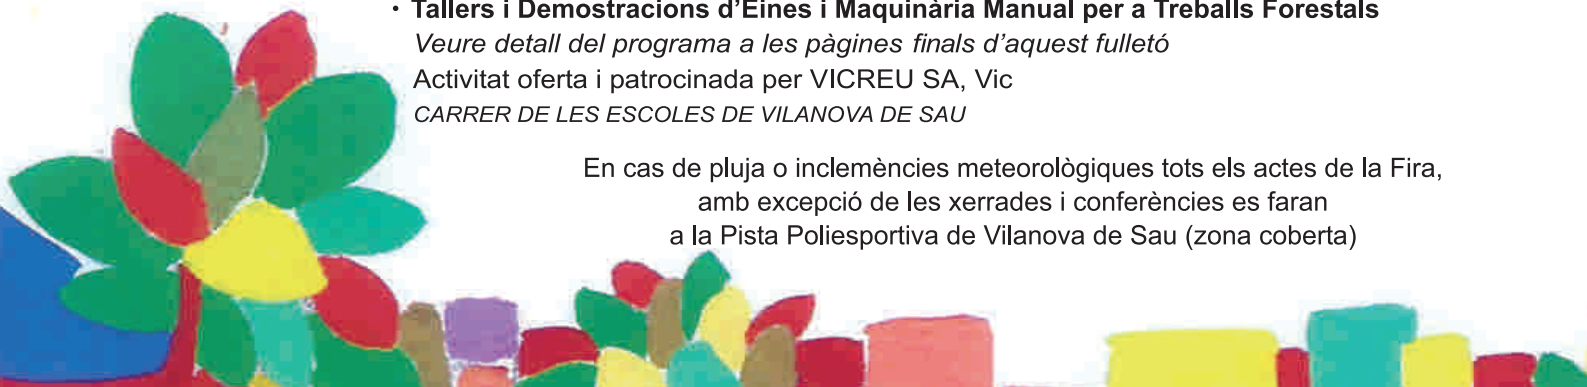 · Tallers i Demostracions d’Eines i Maquinària Manual per a Treballs Forestals
Veure detall del programa a les pàgines finals d’aquest fulletó
Activitat oferta i patrocinada per VICREU SA, Vic
CARRER DE LES ESCOLES DE VILANOVA DE SAU
En cas de pluja o inclemències meteorològiques tots els actes de la Fira,
amb excepció de les xerrades i conferències es faran
a la Pista Poliesportiva de Vilanova de Sau (zona coberta)